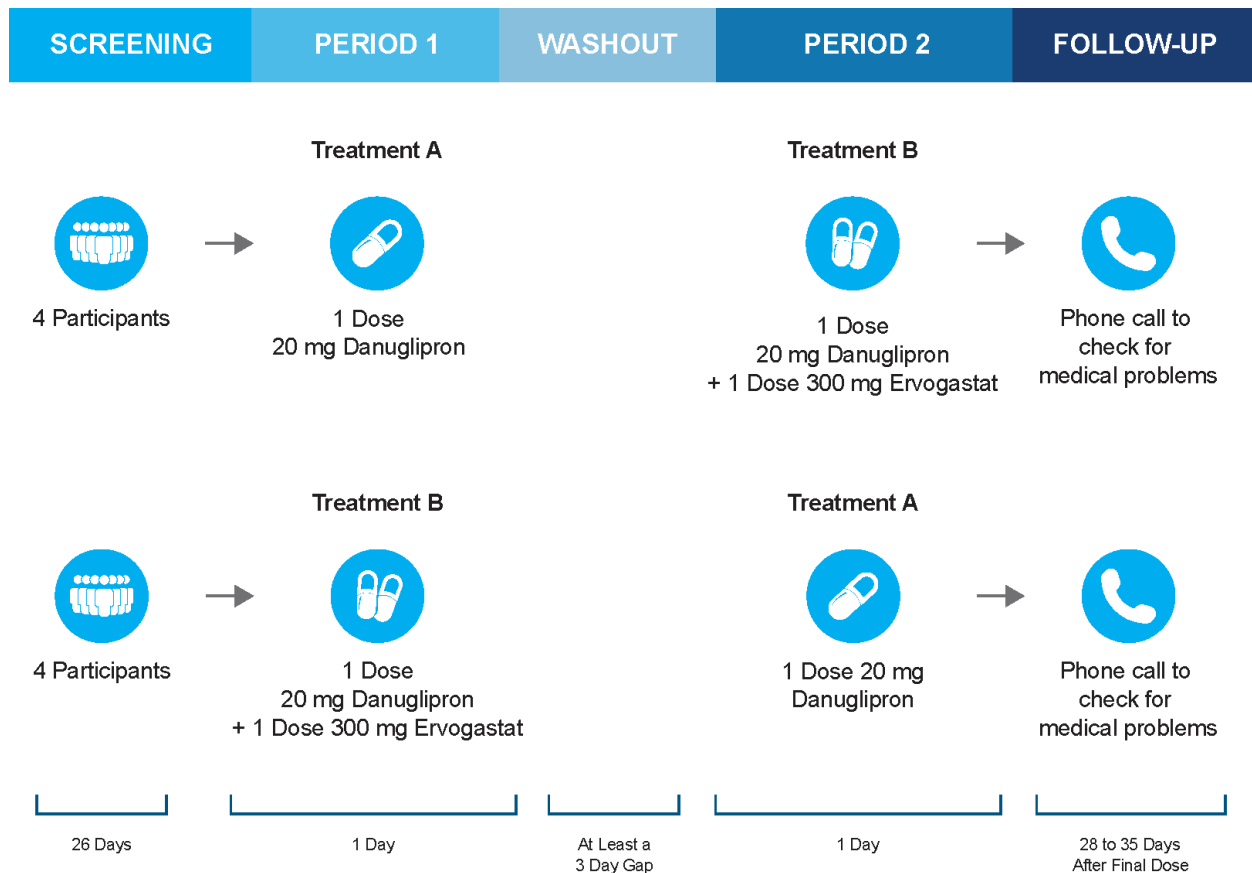 SCREENING
PERIOD 1
WASHOUT
PERIOD 2
FOLLOW-UP
Treatment A
Treatment B
4 Participants
1 Dose
20 mg Danuglipron
1 Dose
20 mg Danuglipron
+ 1 Dose 300 mg Ervogastat
Phone call to
check for
medical problems
Treatment B
Treatment A
4 Participants
1 Dose
20 mg Danuglipron
+ 1 Dose 300 mg Ervogastat
1 Dose 20 mg
Danuglipron
Phone call to
check for
medical problems
26 Days
1 Day
At Least a
3 Day Gap
1 Day
28 to 35 Days
After Final Dose